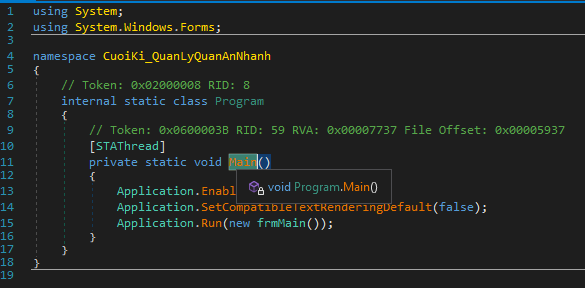 1 using System;
2 using System.Windows.Forms;
3
4 namespace CuoiKi_QuanLyQuanAnNhanh
5 {
6 // Token: 0x02000008 RID: 8
7 internal static class Program
8 {
9 // Token: 0x0600003B RID: 59 RVA: 0x00007737 File Offset: 0x00005937
10 [STAThread]
11 private static void Main()
12 {
13 Application.Enabl
void Program.Main()
14 Application.SetCompatibleTextRenderingDefault(false);
15 Application.Run(new frmMain());
16 }
17 }
18 }
19